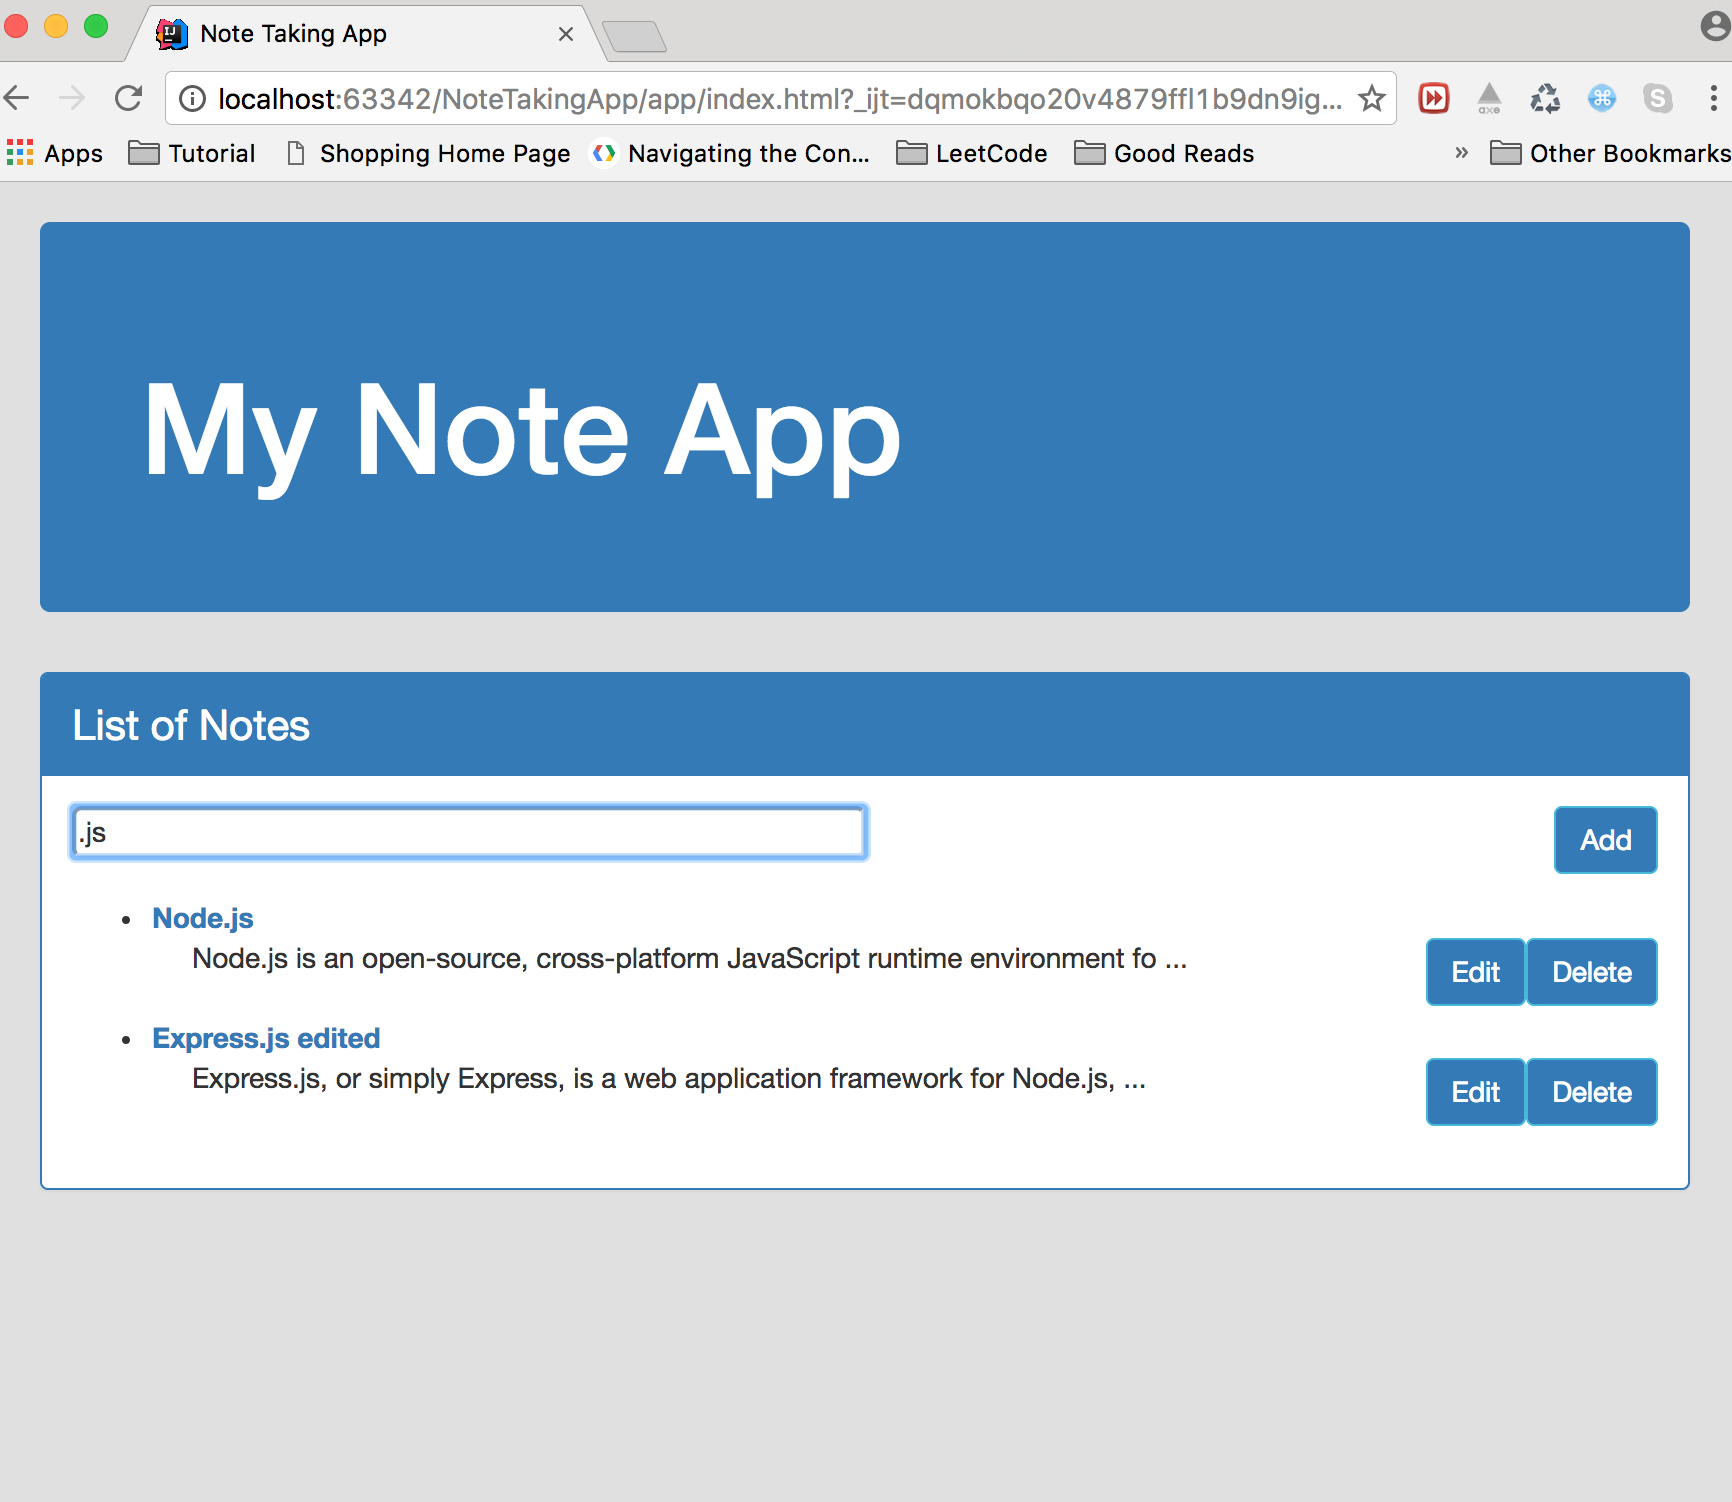 Note Taking App
localhost:63342/NoteTakingApp/app/index.html?_ijt=dqmokbqo20v4879ffl1b9dn9ig...
Apps Tutorial Shopping Home Page Navigating the Con... LeetCode Good Reads » Other Bookmarks
My Note App
List of Notes
.js
Add
Node.js
Node.js is an open-source, cross-platform JavaScript runtime environment fo ...
Edit Delete
Express.js edited
Express.js, or simply Express, is a web application framework for Node.js, ...
Edit Delete